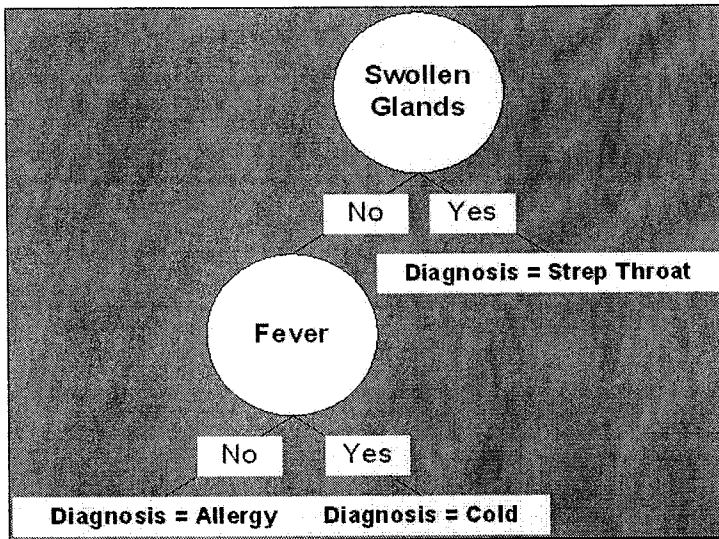 Swollen
Glands
No Yes
Diagnosis = Strep Throat
Fever
No Yes
Diagnosis = Allergy Diagnosis = Cold